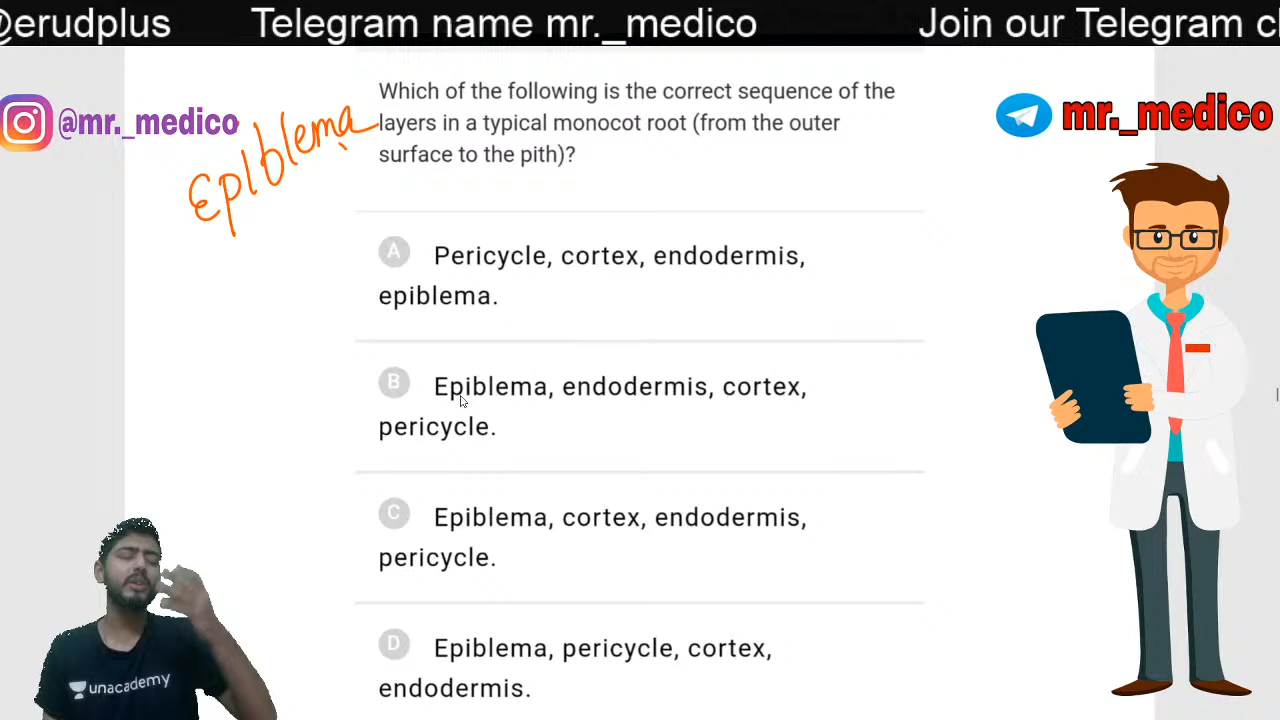 @erudplus Telegram name mr._medico Join our Telegram c
@mr._medico
mr._medico
Epiblema
Which of the following is the correct sequence of the
layers in a typical monocot root (from the outer
surface to the pith)?
A Pericycle, cortex, endodermis,
epiblema.
B Epiblema, endodermis, cortex,
pericycle.
C Epiblema, cortex, endodermis,
pericycle.
D Epiblema, pericycle, cortex,
endodermis.
unacademy